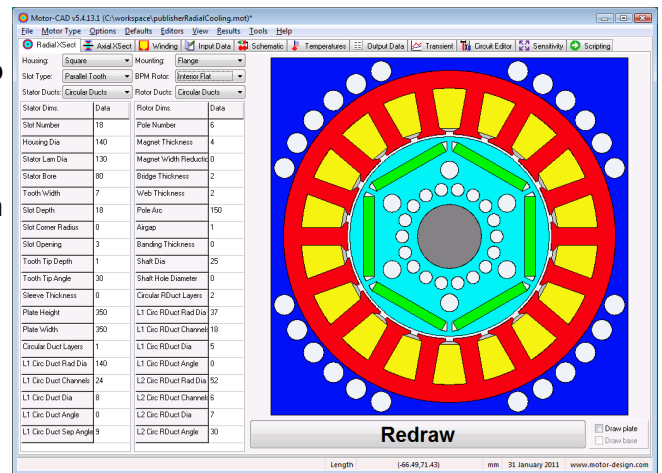 Motor-CAD v5.4.13.1 (C:\workspace\publisherRadialCooling.mot)*
File Motor Type Options Defaults Editors View Results Tools Help
Radial XSect Axial XSect Winding Input Data Schematic Temperatures Output Data Transient Circuit Editor Sensitivity Scripting
Housing: Square Mounting: Flange
Slot Type: Parallel Tooth BPM Rotor: Interior Flat
Stator Ducts: Circular Ducts Rotor Ducts: Circular Ducts
Stator Dims. Data Rotor Dims. Data
Slot Number 18 Pole Number 6
Housing Dia 140 Magnet Thickness 4
Stator Lam Dia 130 Magnet Width Reductic 0
Stator Bore 80 Bridge Thickness 2
Tooth Width 7 Web Thickness 2
Slot Depth 18 Pole Arc 150
Slot Corner Radius 0 Airgap 1
Slot Opening 3 Banding Thickness 0
Tooth Tip Depth 1 Shaft Dia 25
Tooth Tip Angle 30 Shaft Hole Diameter 0
Sleeve Thickness 0 Circular RDuct Layers 2
Plate Height 350 L1 Circ RDuct Rad Dia 37
Plate Width 350 L1 Circ RDuct Channels 18
Circular Duct Layers 1 L1 Circ RDuct Dia 5
L1 Circ Duct Rad Dia 140 L1 Circ RDuct Angle 0
L1 Circ Duct Channels 24 L2 Circ RDuct Rad Dia 52
L1 Circ Duct Dia 8 L2 Circ RDuct Channels 6
L1 Circ Duct Angle 0 L2 Circ RDuct Dia 7
L1 Circ Duct Sep Angle 9 L2 Circ RDuct Angle 30
Redraw
Draw plate
Draw base
Length (-66.49,71.43) mm 31 January 2011 www.motor-design.com